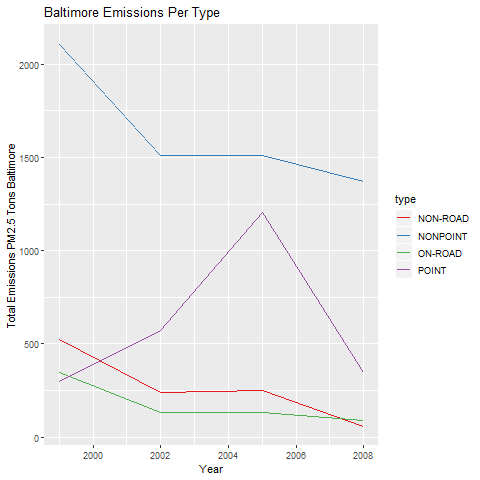 Baltimore Emissions Per Type
Total Emissions PM2.5 Tons Baltimore
2000
1500
1000
500
0
2000 2002 2004 2006 2008
Year
type
NON-ROAD
NONPOINT
ON-ROAD
POINT